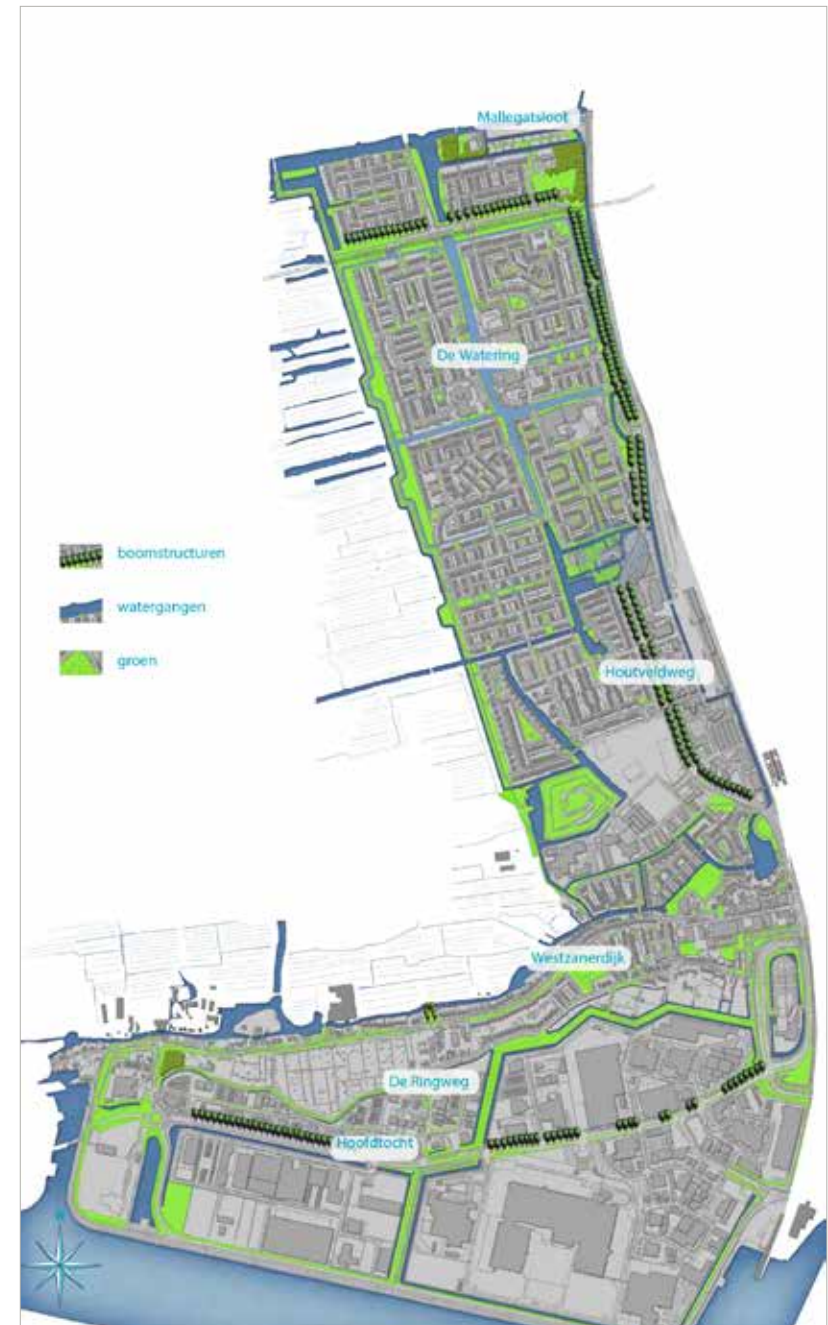 Mallegatsloot
De Watering
boomstructuren
watergangen
groen
Houtveldweg
Westzanerdijk
De Ringweg
Hoofdtocht